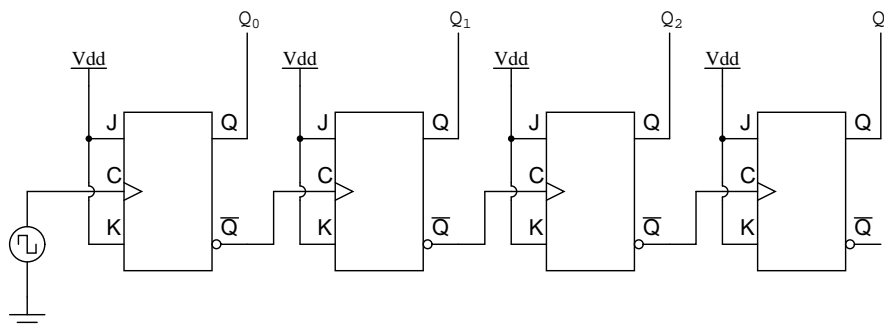 Q0 Q1 Q2 Q
Vdd Vdd Vdd Vdd
J Q J Q J Q J Q
C C C C
K Q̅ K Q̅ K Q̅ K Q̅